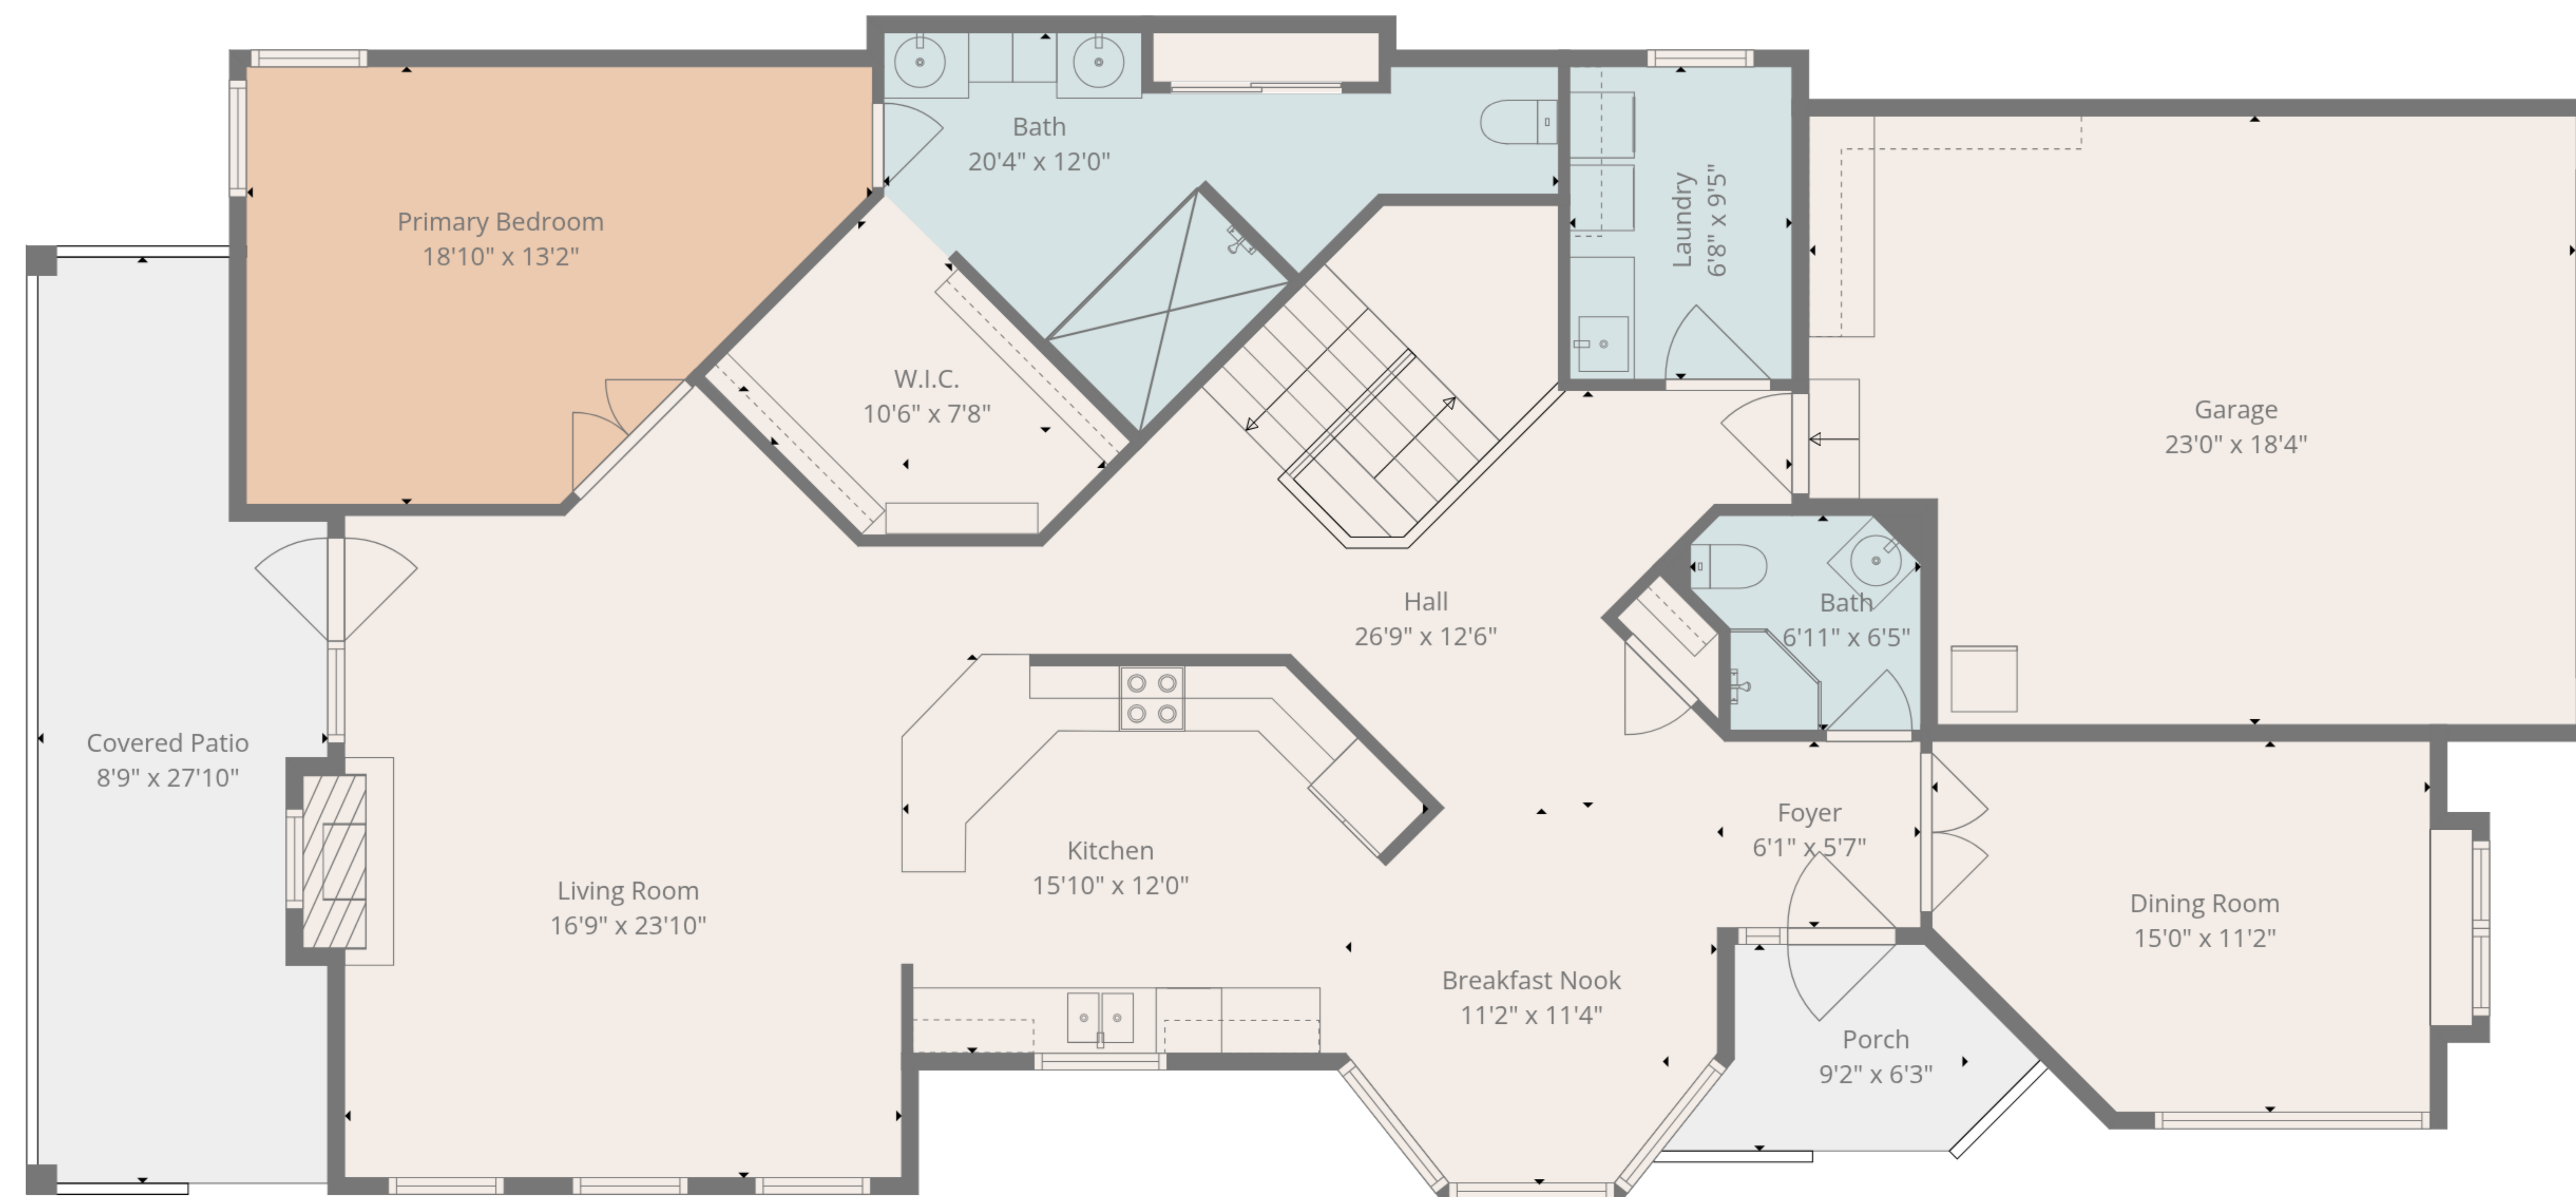 Bath
20'4" x 12'0"
Primary Bedroom
18'10" x 13'2"
Laundry
6'8" x 9'5"
W.I.C.
10'6" x 7'8"
Garage
23'0" x 18'4"
Hall
26'9" x 12'6"
Bath
6'11" x 6'5"
Covered Patio
8'9" x 27'10"
Foyer
6'1" x 5'7"
Kitchen
15'10" x 12'0"
Living Room
16'9" x 23'10"
Dining Room
15'0" x 11'2"
Breakfast Nook
11'2" x 11'4"
Porch
9'2" x 6'3"